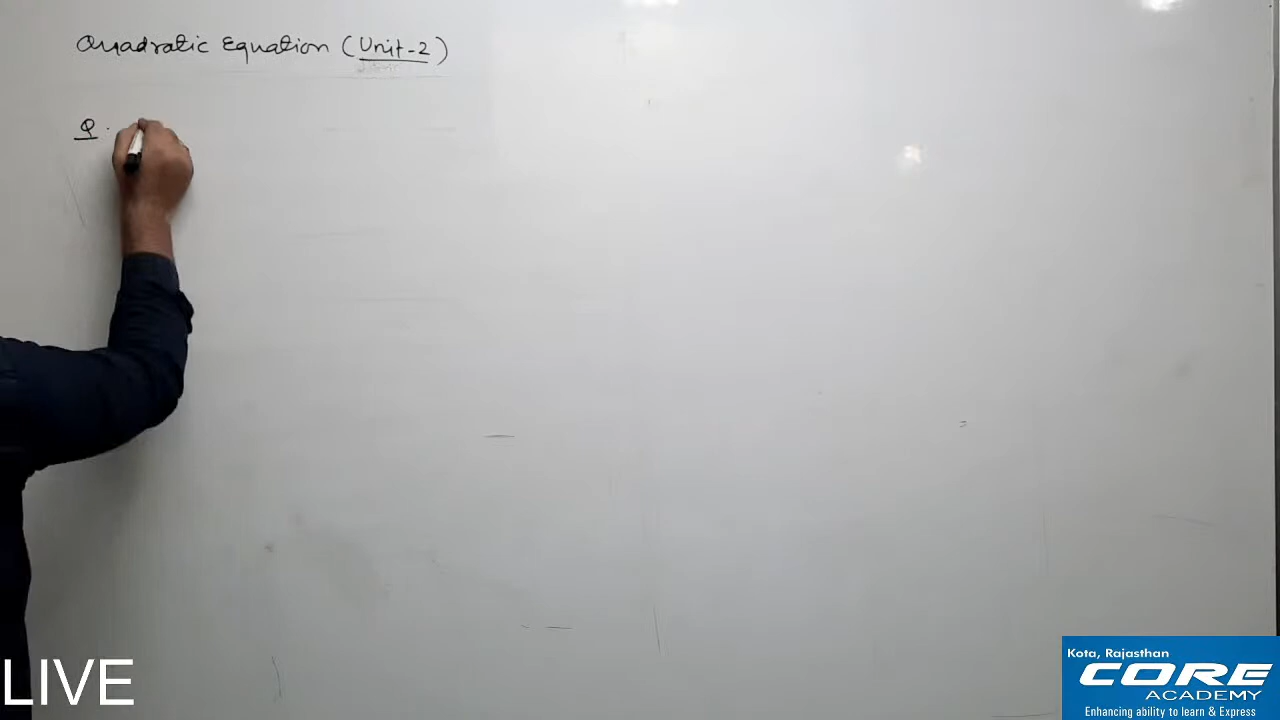 Quadratic Equation (Unit-2)
Q.
LIVE
Kota, Rajasthan
CORE
ACADEMY
Enhancing ability to learn & Express